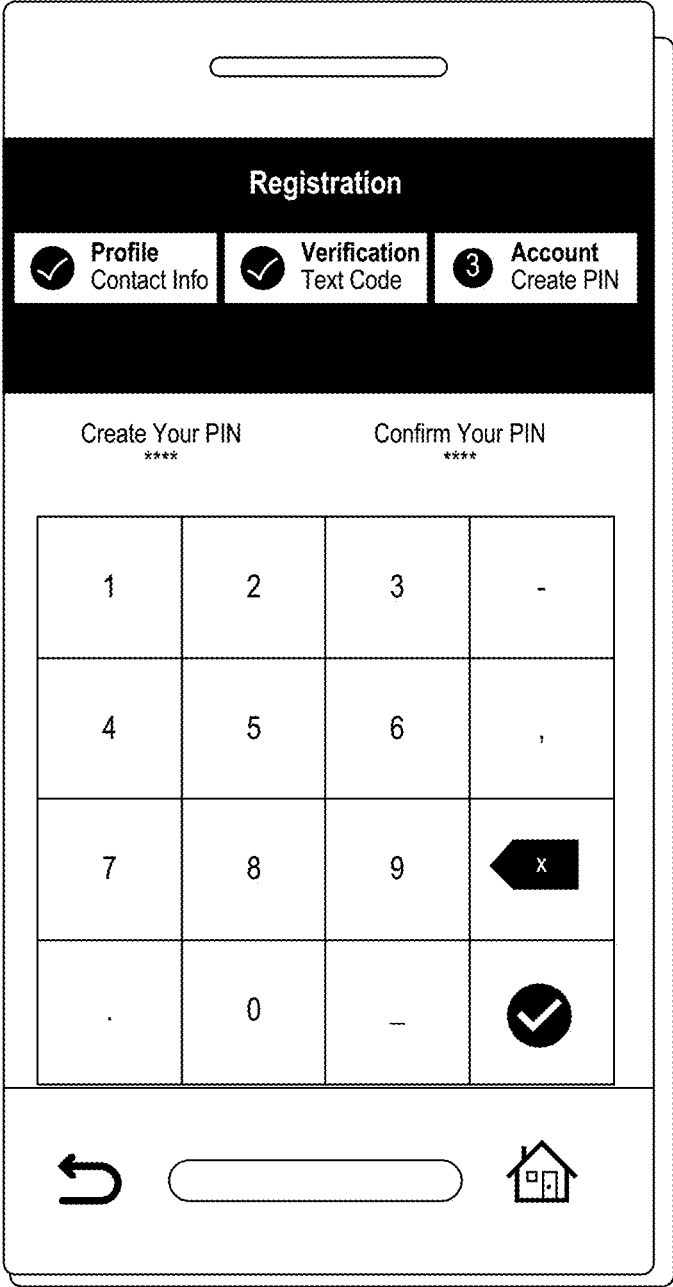 Registration
Profile
Contact Info
Verification
Text Code
3
Account
Create PIN
Create Your PIN
****
Confirm Your PIN
****
1 2 3 -
4 5 6 ,
7 8 9 x
. 0 _